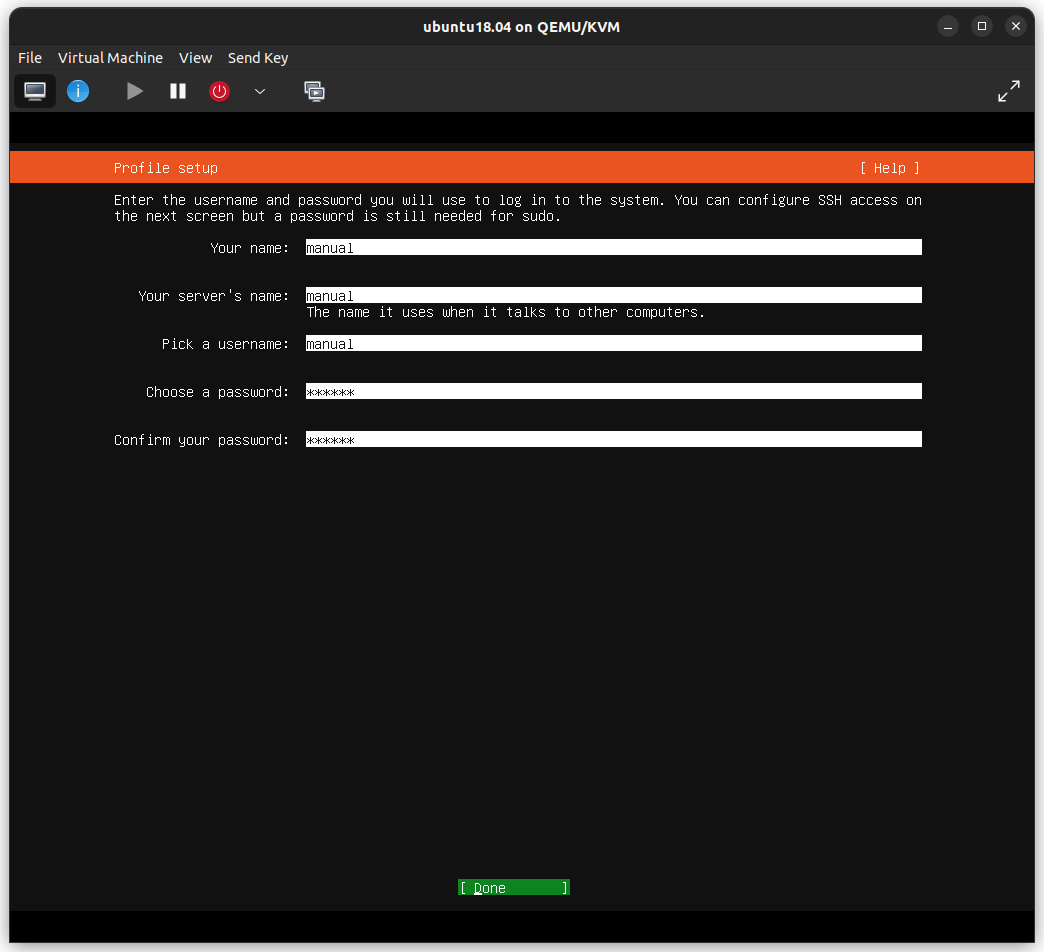 ubuntu18.04 on QEMU/KVM
File Virtual Machine View Send Key
Profile setup [ Help ]
Enter the username and password you will use to log in to the system. You can configure SSH access on
the next screen but a password is still needed for sudo.
Your name: manual
Your server's name: manual
The name it uses when it talks to other computers.
Pick a username: manual
Choose a password: ******
Confirm your password: ******
[ Done ]